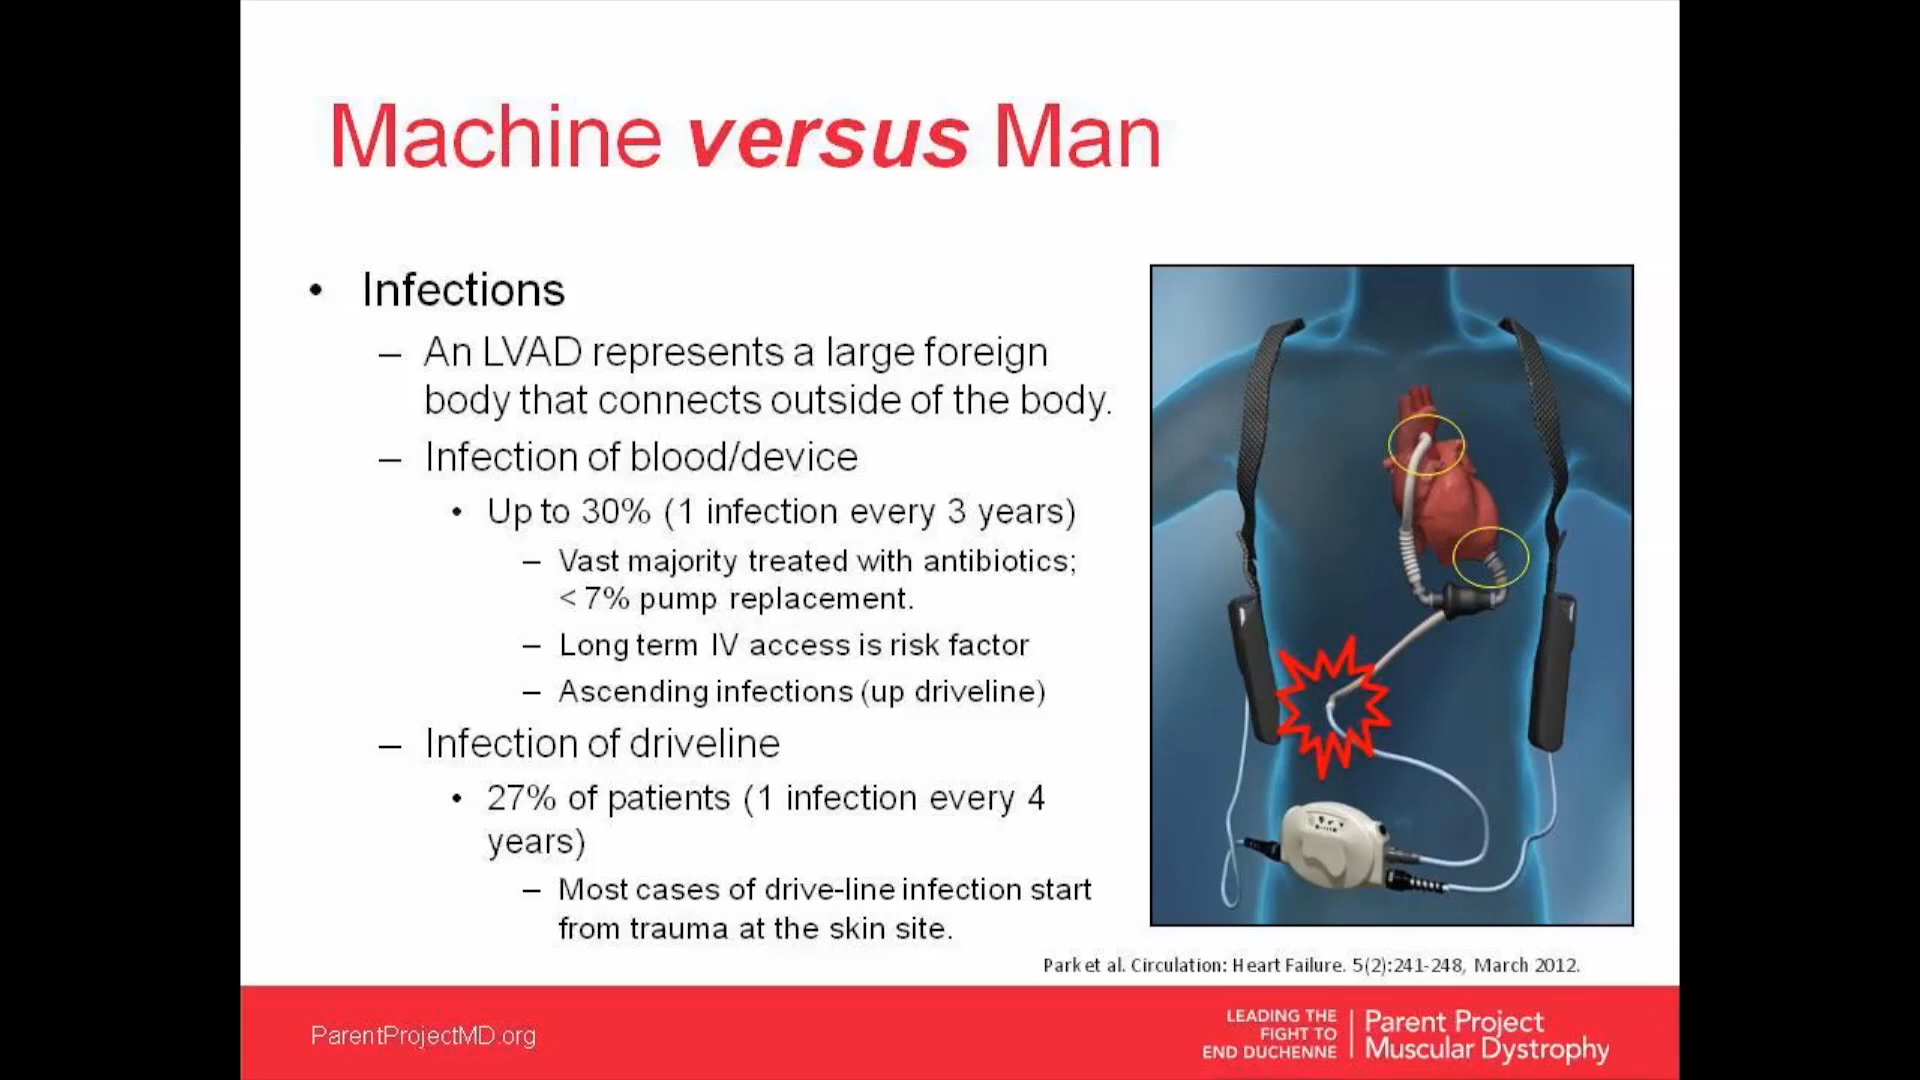 Machine versus Man
• Infections
– An LVAD represents a large foreign
body that connects outside of the body.
– Infection of blood/device
• Up to 30% (1 infection every 3 years)
– Vast majority treated with antibiotics;
< 7% pump replacement.
– Long term IV access is risk factor
– Ascending infections (up driveline)
– Infection of driveline
• 27% of patients (1 infection every 4
years)
– Most cases of drive-line infection start
from trauma at the skin site.
Park et al. Circulation: Heart Failure. 5(2):241-248, March 2012.
ParentProjectMD.org
LEADING THE
FIGHT TO
END DUCHENNE
Parent Project
Muscular Dystrophy